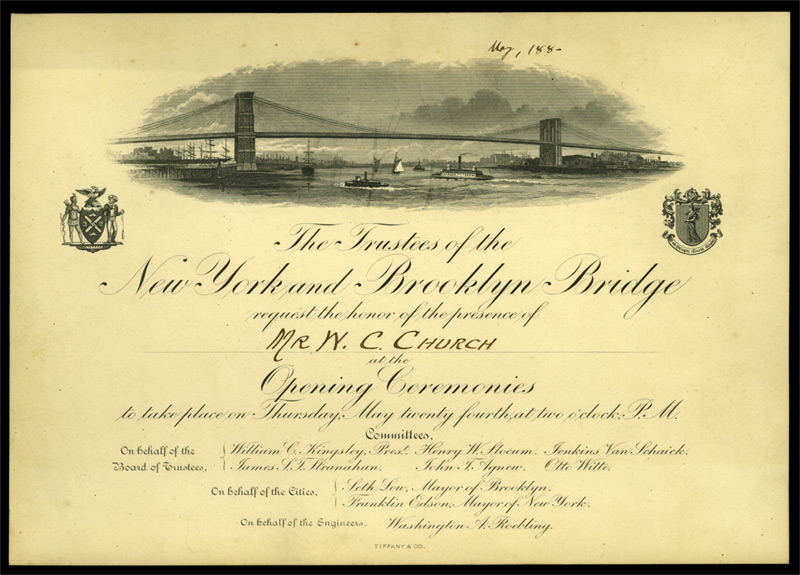 May, 188-
The Trustees of the
New York and Brooklyn Bridge
request the honor of the presence of
MR W. C. CHURCH
at the
Opening Ceremonies
to take place on Thursday, May twenty fourth, at two o'clock, P.M.
Committees,
On behalf of the Board of Trustees, William C. Kingsley, Prest. Henry W. Slocum. Jenkins Van Schaick.
James S. T. Stranahan. John T. Agnew. Otto Witte.
On behalf of the Cities, Seth Low, Mayor of Brooklyn.
Franklin Edson, Mayor of New York.
On behalf of the Engineers. Washington A. Roebling.
TIFFANY & CO.